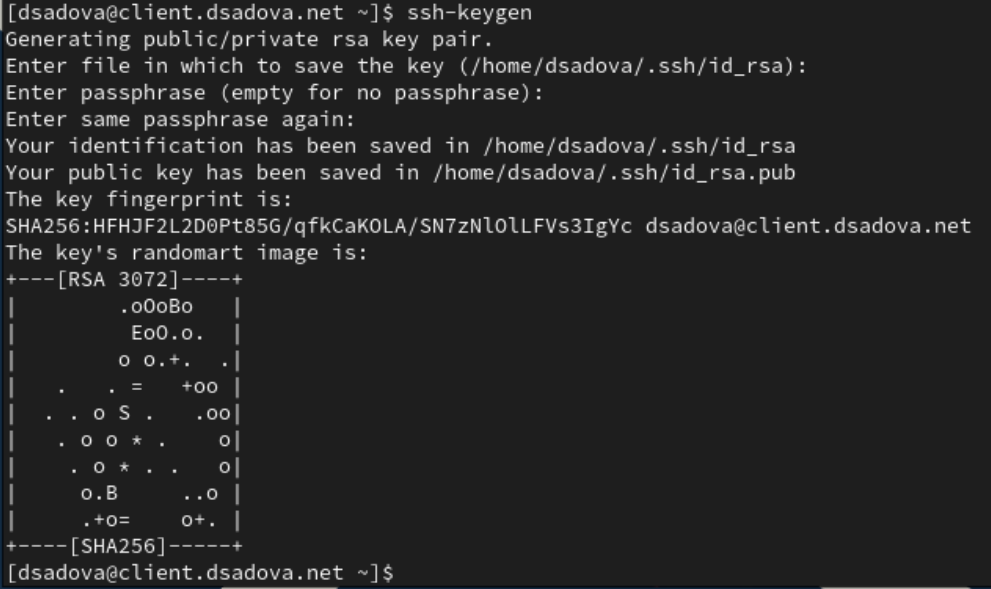 [dsadova@client.dsadova.net ~]$ ssh-keygen
Generating public/private rsa key pair.
Enter file in which to save the key (/home/dsadova/.ssh/id_rsa):
Enter passphrase (empty for no passphrase):
Enter same passphrase again:
Your identification has been saved in /home/dsadova/.ssh/id_rsa
Your public key has been saved in /home/dsadova/.ssh/id_rsa.pub
The key fingerprint is:
SHA256:HFHJF2L2D0Pt85G/qfkCaKOLA/SN7zNlOlLFVs3IgYc dsadova@client.dsadova.net
The key's randomart image is:
+---[RSA 3072]----+
|        .oOoBo   |
|         EoO.o.  |
|        o o.+.  .|
|   .   . =   +oo |
|  . . o S .   .oo|
|   . o o * .    o|
|    . o * . .   o|
|     o.B     ..o |
|     .+o=    o+. |
+----[SHA256]-----+
[dsadova@client.dsadova.net ~]$